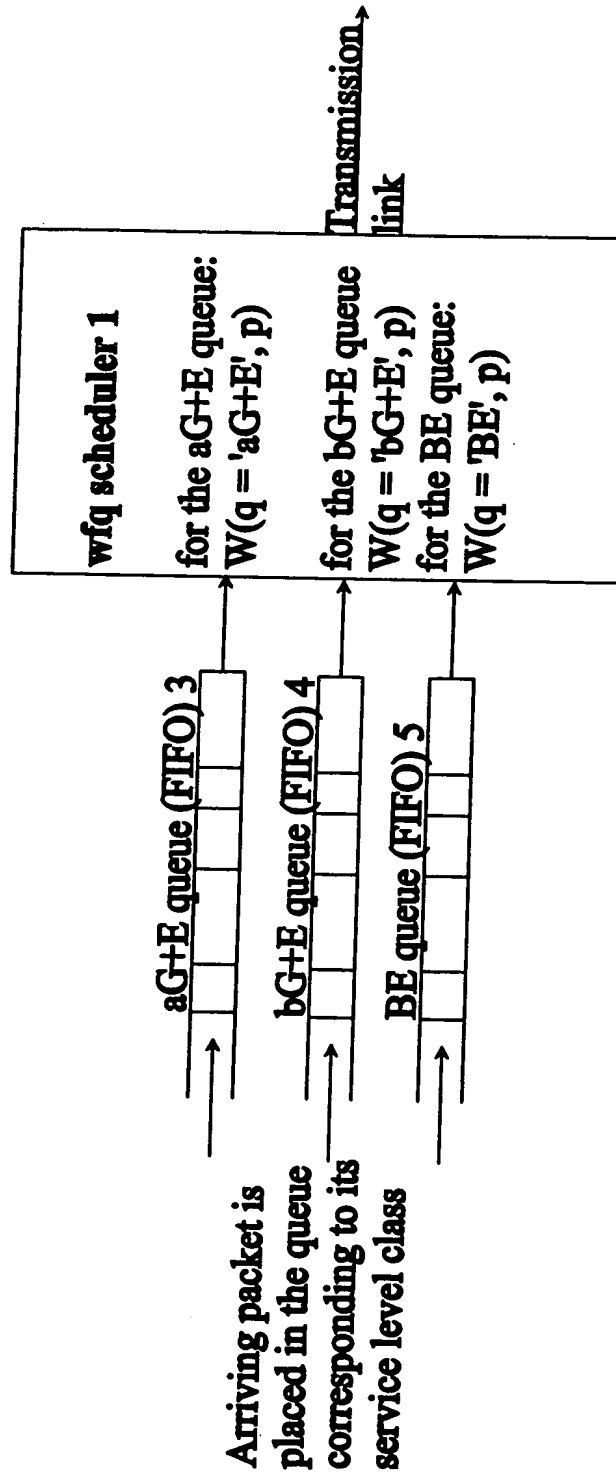 Arriving packet is
placed in the queue
corresponding to its
service level class
aG+E queue (FIFO) 3
bG+E queue (FIFO) 4
BE queue (FIFO) 5
wfq scheduler 1
for the aG+E queue:
W(q = 'aG+E', p)
for the bG+E queue
W(q = 'bG+E', p)
for the BE queue:
W(q = 'BE', p)
Transmission
link